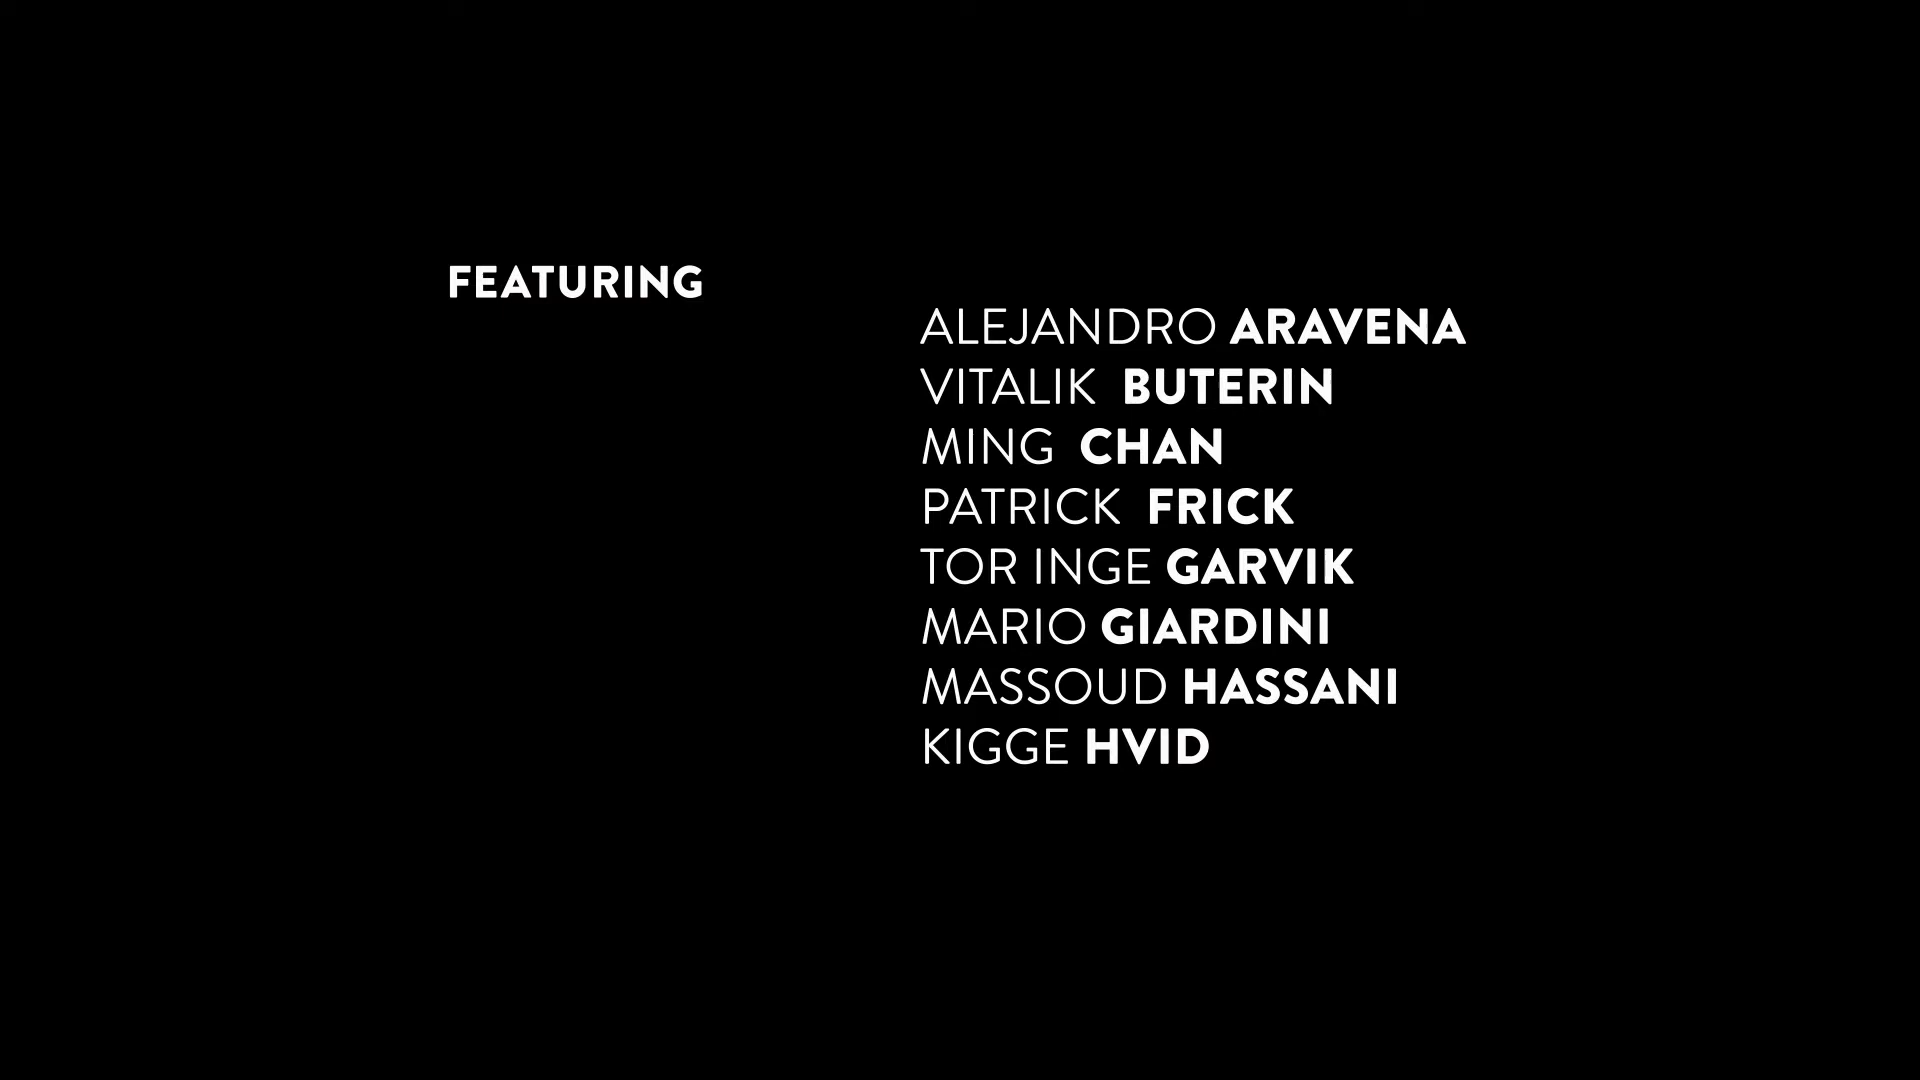 FEATURING
ALEJANDRO ARAVENA
VITALIK BUTERIN
MING CHAN
PATRICK FRICK
TOR INGE GARVIK
MARIO GIARDINI
MASSOUD HASSANI
KIGGE HVID